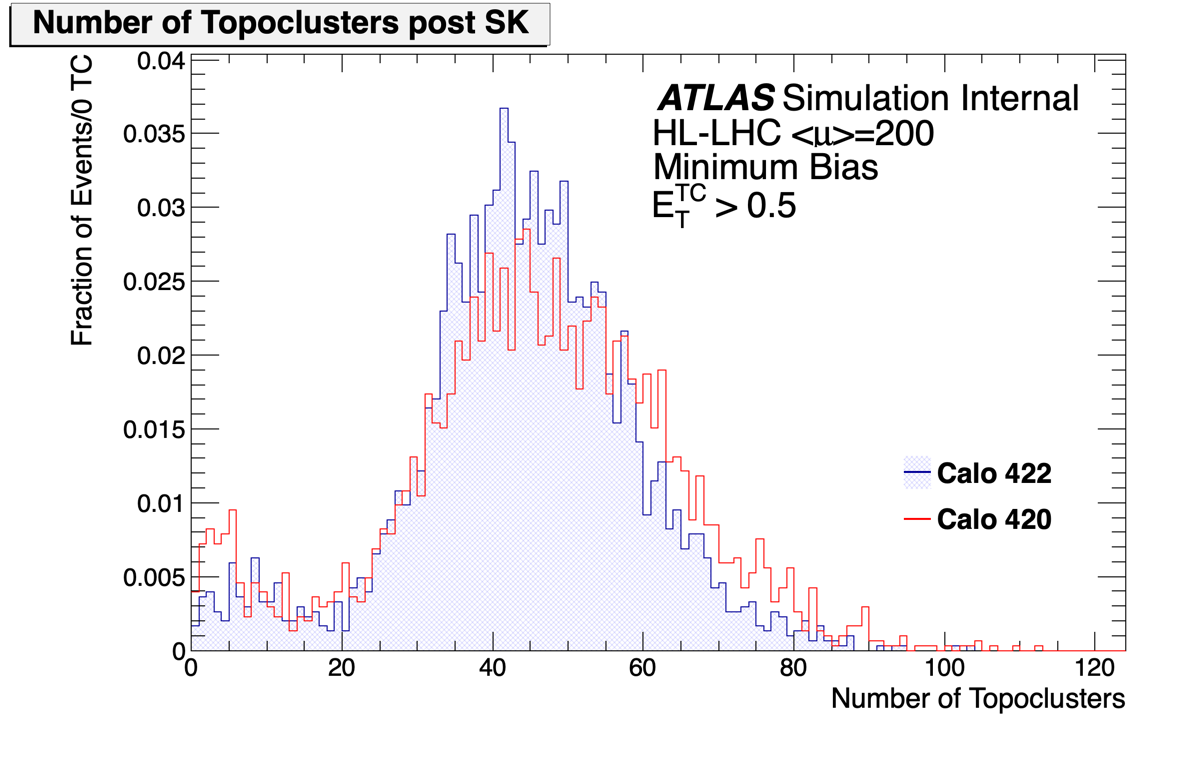 Number of Topoclusters post SK
Fraction of Events/0 TC
0.04
0.035
0.03
0.025
0.02
0.015
0.01
0.005
0
ATLAS Simulation Internal
HL-LHC <μ>=200
Minimum Bias
E_T^TC > 0.5
Calo 422
Calo 420
0 20 40 60 80 100 120
Number of Topoclusters